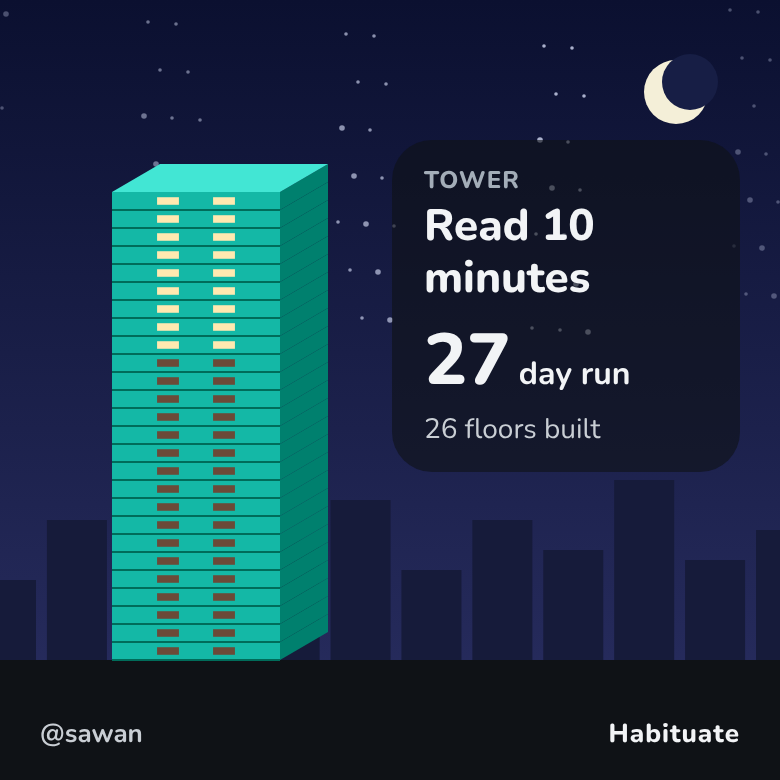 TOWER
Read 10
minutes
27 day run
26 floors built
@sawan
Habituate